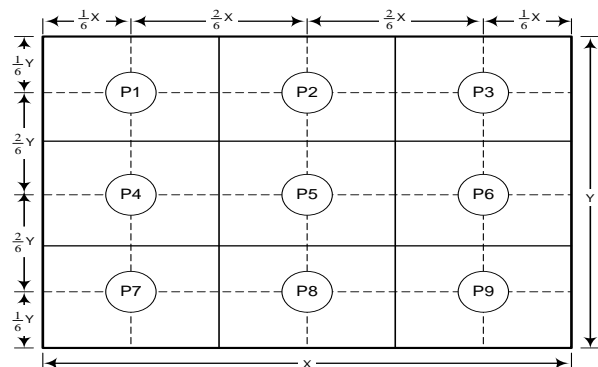 1/6 X 2/6 X 2/6 X 1/6 X
1/6 Y
P1 P2 P3
2/6 Y
P4 P5 P6 Y
2/6 Y
P7 P8 P9
1/6 Y
X